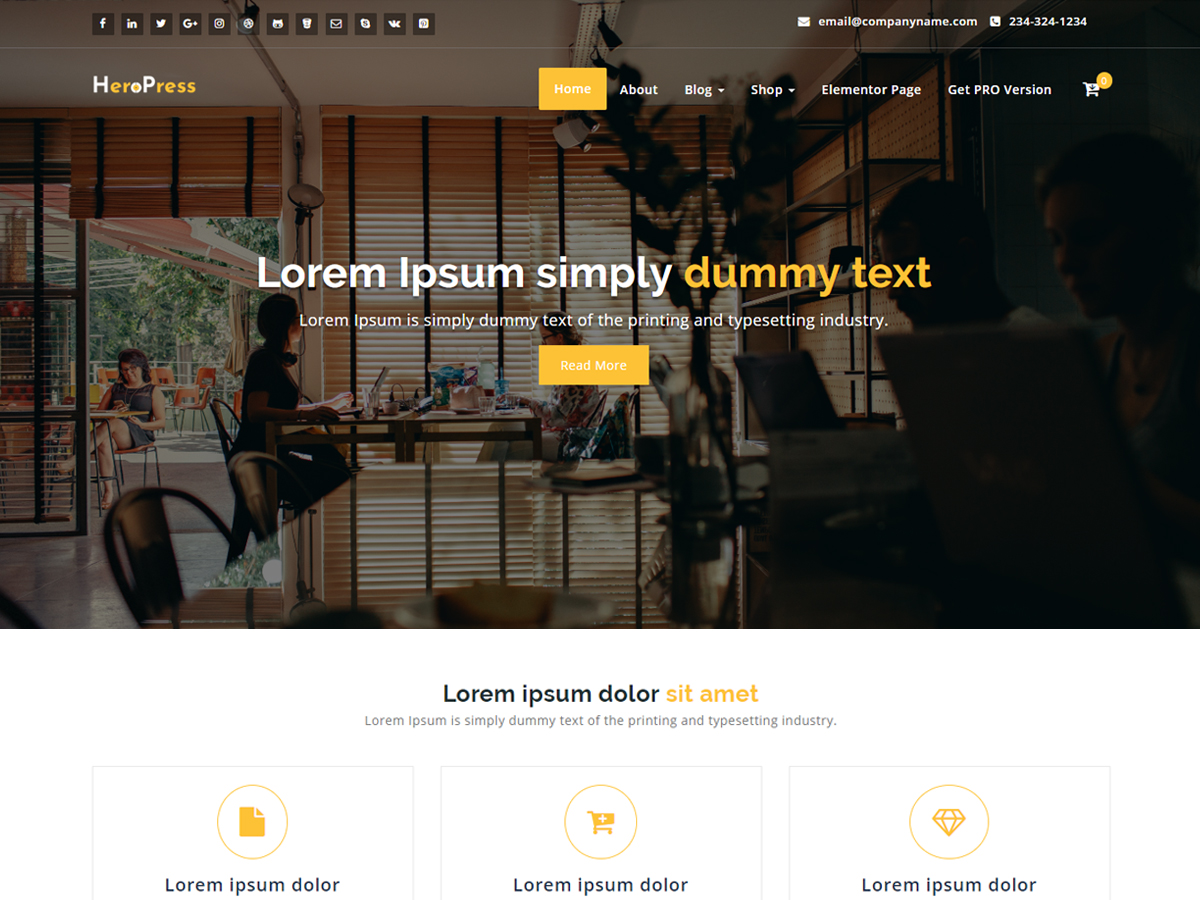 email@companyname.com 234-324-1234
HeroPress
Home About Blog Shop Elementor Page Get PRO Version 0
Lorem Ipsum simply dummy text
Lorem Ipsum is simply dummy text of the printing and typesetting industry.
Read More
Lorem ipsum dolor sit amet
Lorem Ipsum is simply dummy text of the printing and typesetting industry.
Lorem ipsum dolor Lorem ipsum dolor Lorem ipsum dolor